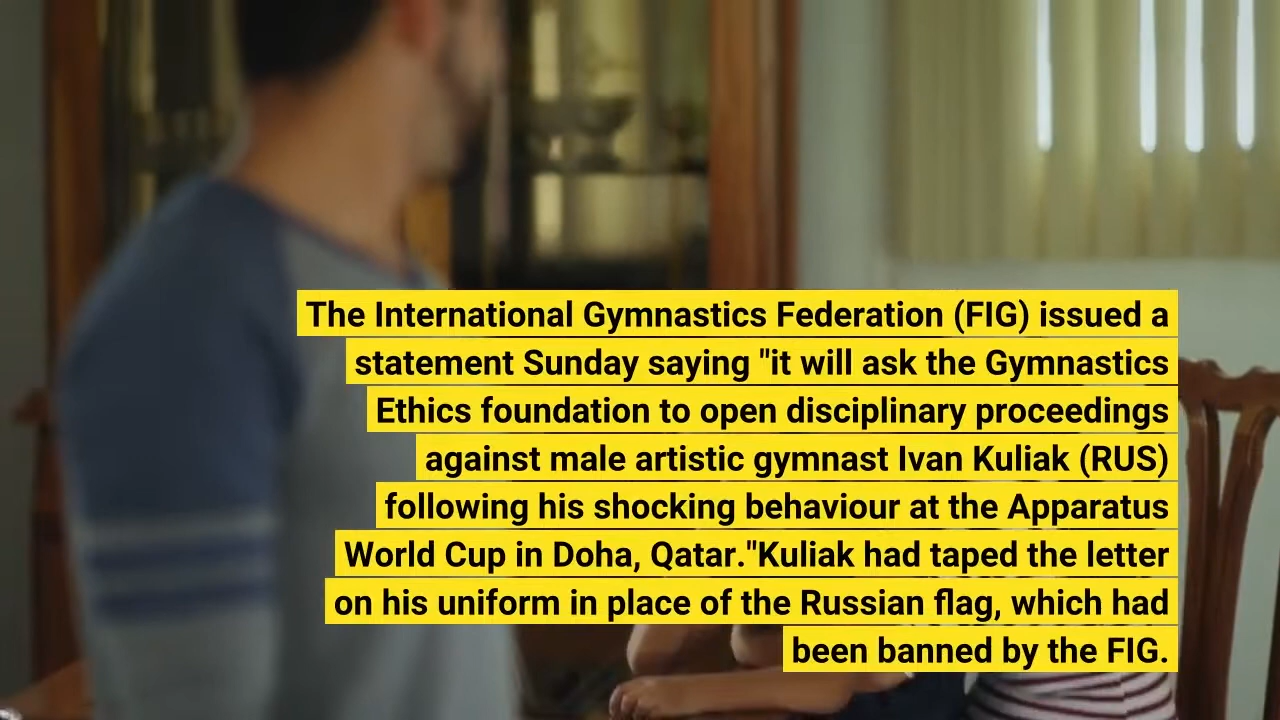 The International Gymnastics Federation (FIG) issued a
statement Sunday saying "it will ask the Gymnastics
Ethics foundation to open disciplinary proceedings
against male artistic gymnast Ivan Kuliak (RUS)
following his shocking behaviour at the Apparatus
World Cup in Doha, Qatar."Kuliak had taped the letter
on his uniform in place of the Russian flag, which had
been banned by the FIG.